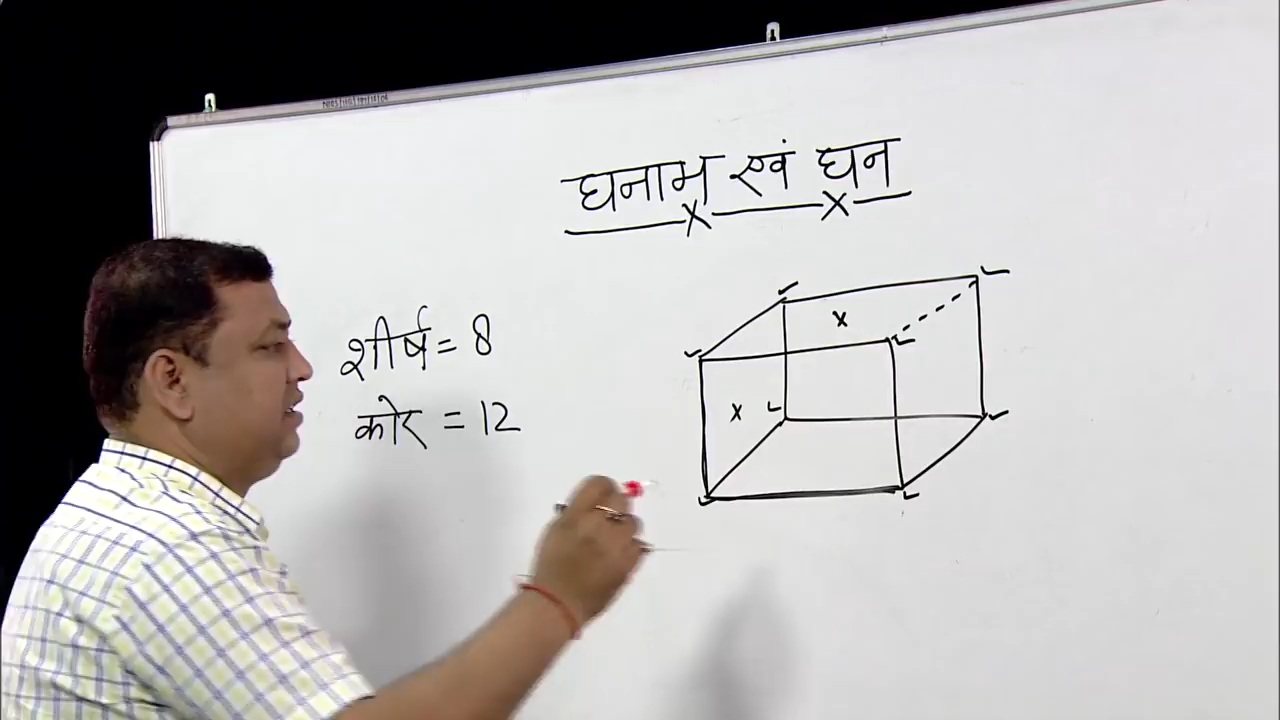 घनाभ एवं घन
शीर्ष = 8
कोर = 12